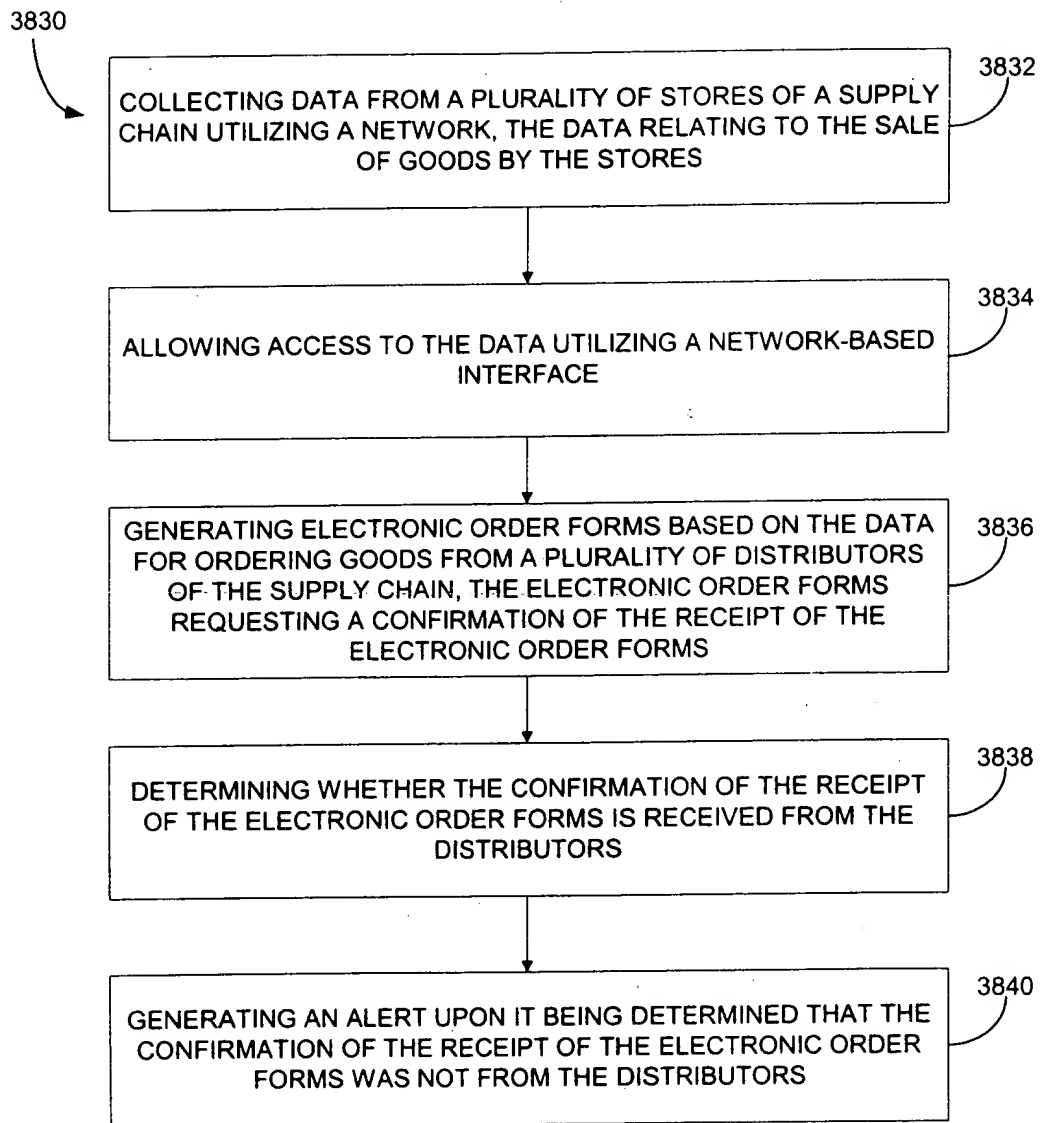 3830
3832
COLLECTING DATA FROM A PLURALITY OF STORES OF A SUPPLY
CHAIN UTILIZING A NETWORK, THE DATA RELATING TO THE SALE
OF GOODS BY THE STORES
3834
ALLOWING ACCESS TO THE DATA UTILIZING A NETWORK-BASED
INTERFACE
3836
GENERATING ELECTRONIC ORDER FORMS BASED ON THE DATA
FOR ORDERING GOODS FROM A PLURALITY OF DISTRIBUTORS
OF THE SUPPLY CHAIN, THE ELECTRONIC ORDER FORMS
REQUESTING A CONFIRMATION OF THE RECEIPT OF THE
ELECTRONIC ORDER FORMS
3838
DETERMINING WHETHER THE CONFIRMATION OF THE RECEIPT
OF THE ELECTRONIC ORDER FORMS IS RECEIVED FROM THE
DISTRIBUTORS
3840
GENERATING AN ALERT UPON IT BEING DETERMINED THAT THE
CONFIRMATION OF THE RECEIPT OF THE ELECTRONIC ORDER
FORMS WAS NOT FROM THE DISTRIBUTORS